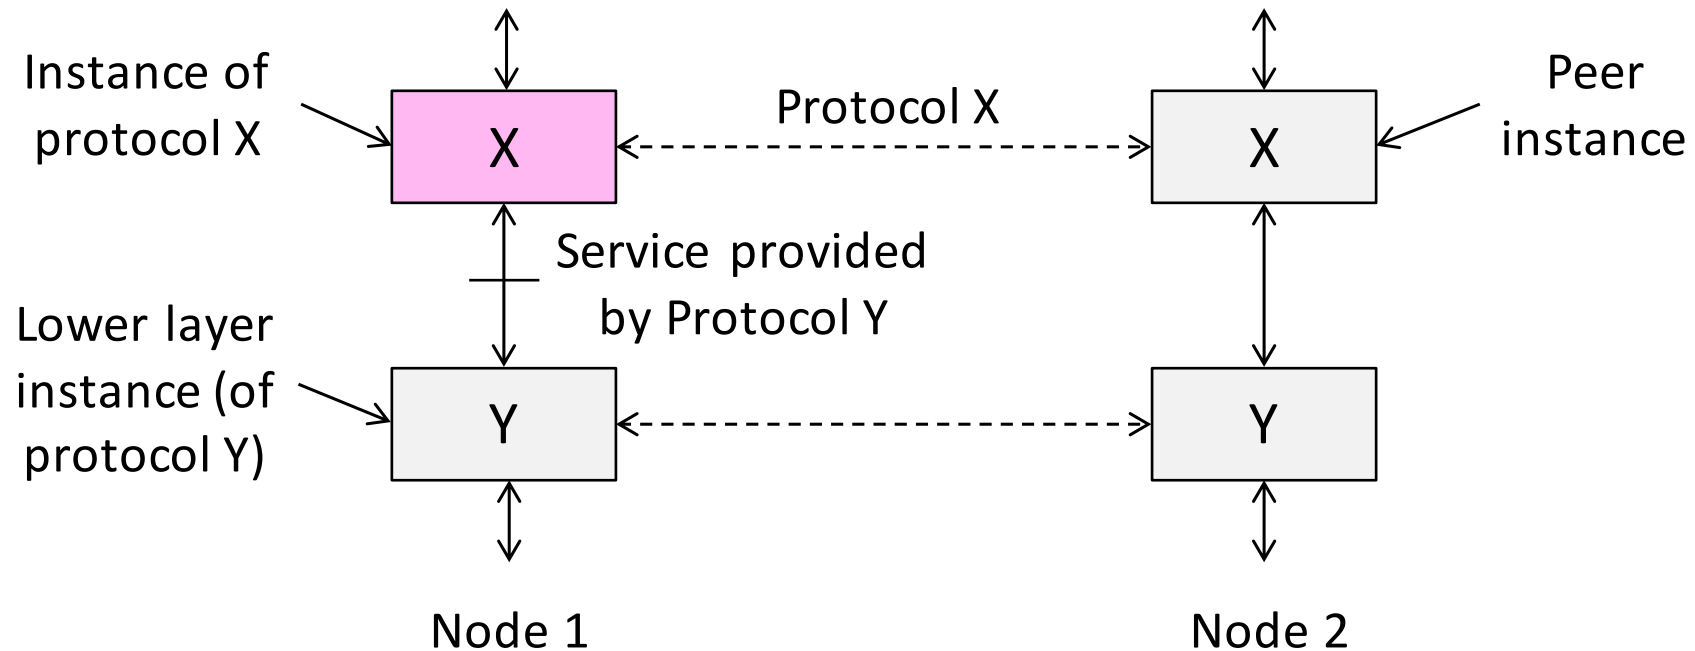 Instance of
protocol X
X
Protocol X
X
Peer
instance
Service provided
by Protocol Y
Lower layer
instance (of
protocol Y)
Y
Y
Node 1
Node 2